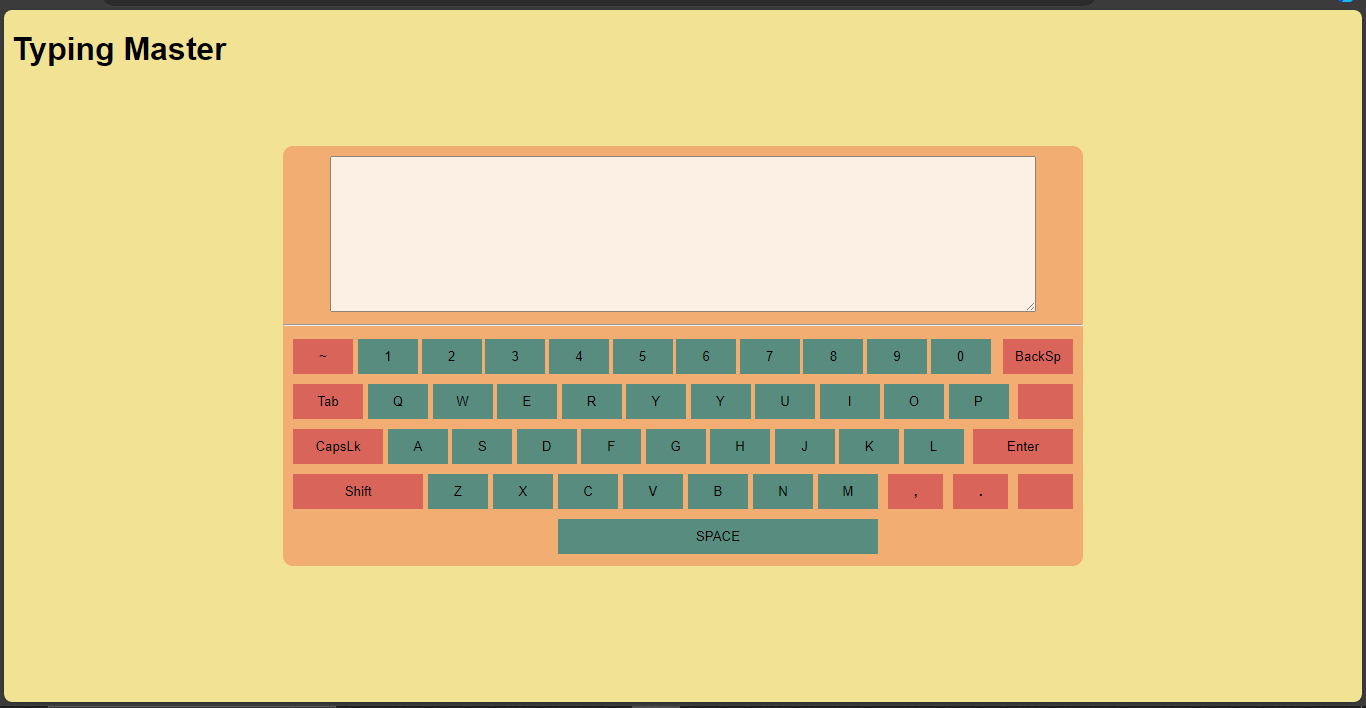 Typing Master
~ 1 2 3 4 5 6 7 8 9 0 BackSp
Tab Q W E R Y Y U I O P
CapsLk A S D F G H J K L Enter
Shift Z X C V B N M , .
SPACE